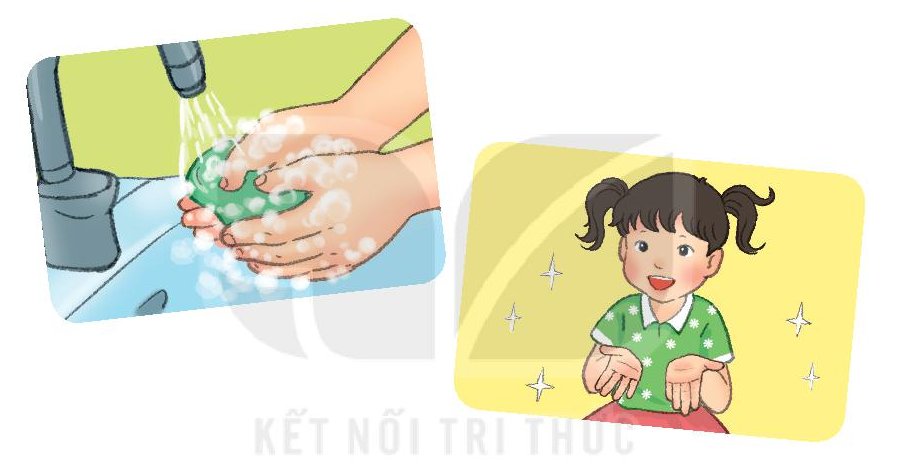 KẾT NỐI TRI THỨC